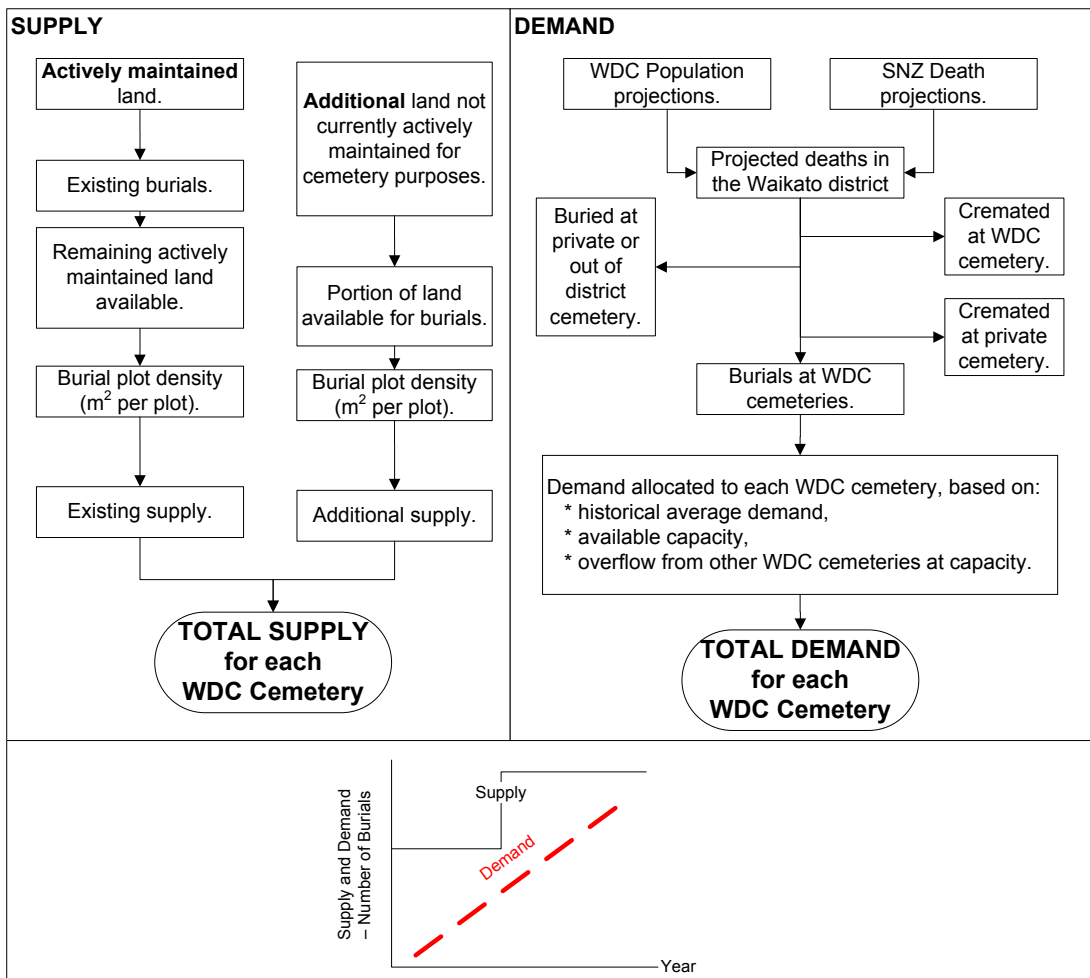 SUPPLY
Actively maintained
land.
Existing burials.
Remaining actively
maintained land
available.
Burial plot density
(m² per plot).
Existing supply.
Additional land not
currently actively
maintained for
cemetery purposes.
Portion of land
available for burials.
Burial plot density
(m² per plot).
Additional supply.
TOTAL SUPPLY
for each
WDC Cemetery
DEMAND
WDC Population
projections.
SNZ Death
projections.
Projected deaths in
the Waikato district
Buried at
private or
out of
district
cemetery.
Cremated
at WDC
cemetery.
Cremated
at private
cemetery.
Burials at WDC
cemeteries.
Demand allocated to each WDC cemetery, based on:
* historical average demand,
* available capacity,
* overflow from other WDC cemeteries at capacity.
TOTAL DEMAND
for each
WDC Cemetery
Supply and Demand
– Number of Burials
Supply
Demand
Year